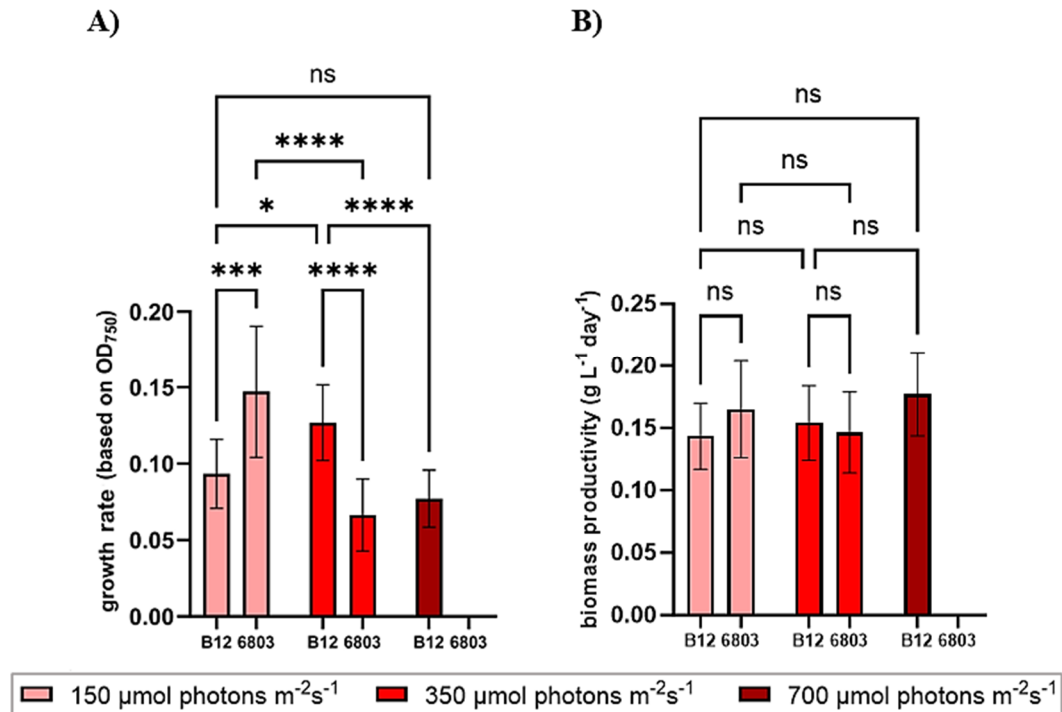 A)
ns
****
* ****
*** ****
growth rate (based on OD750)
0.20
0.15
0.10
0.05
0.00
B12 6803 B12 6803 B12 6803
B)
ns
ns
ns ns
ns ns
biomass productivity (g L-1 day-1)
0.25
0.20
0.15
0.10
0.05
0.00
B12 6803 B12 6803 B12 6803
150 µmol photons m-2s-1 350 µmol photons m-2s-1 700 µmol photons m-2s-1